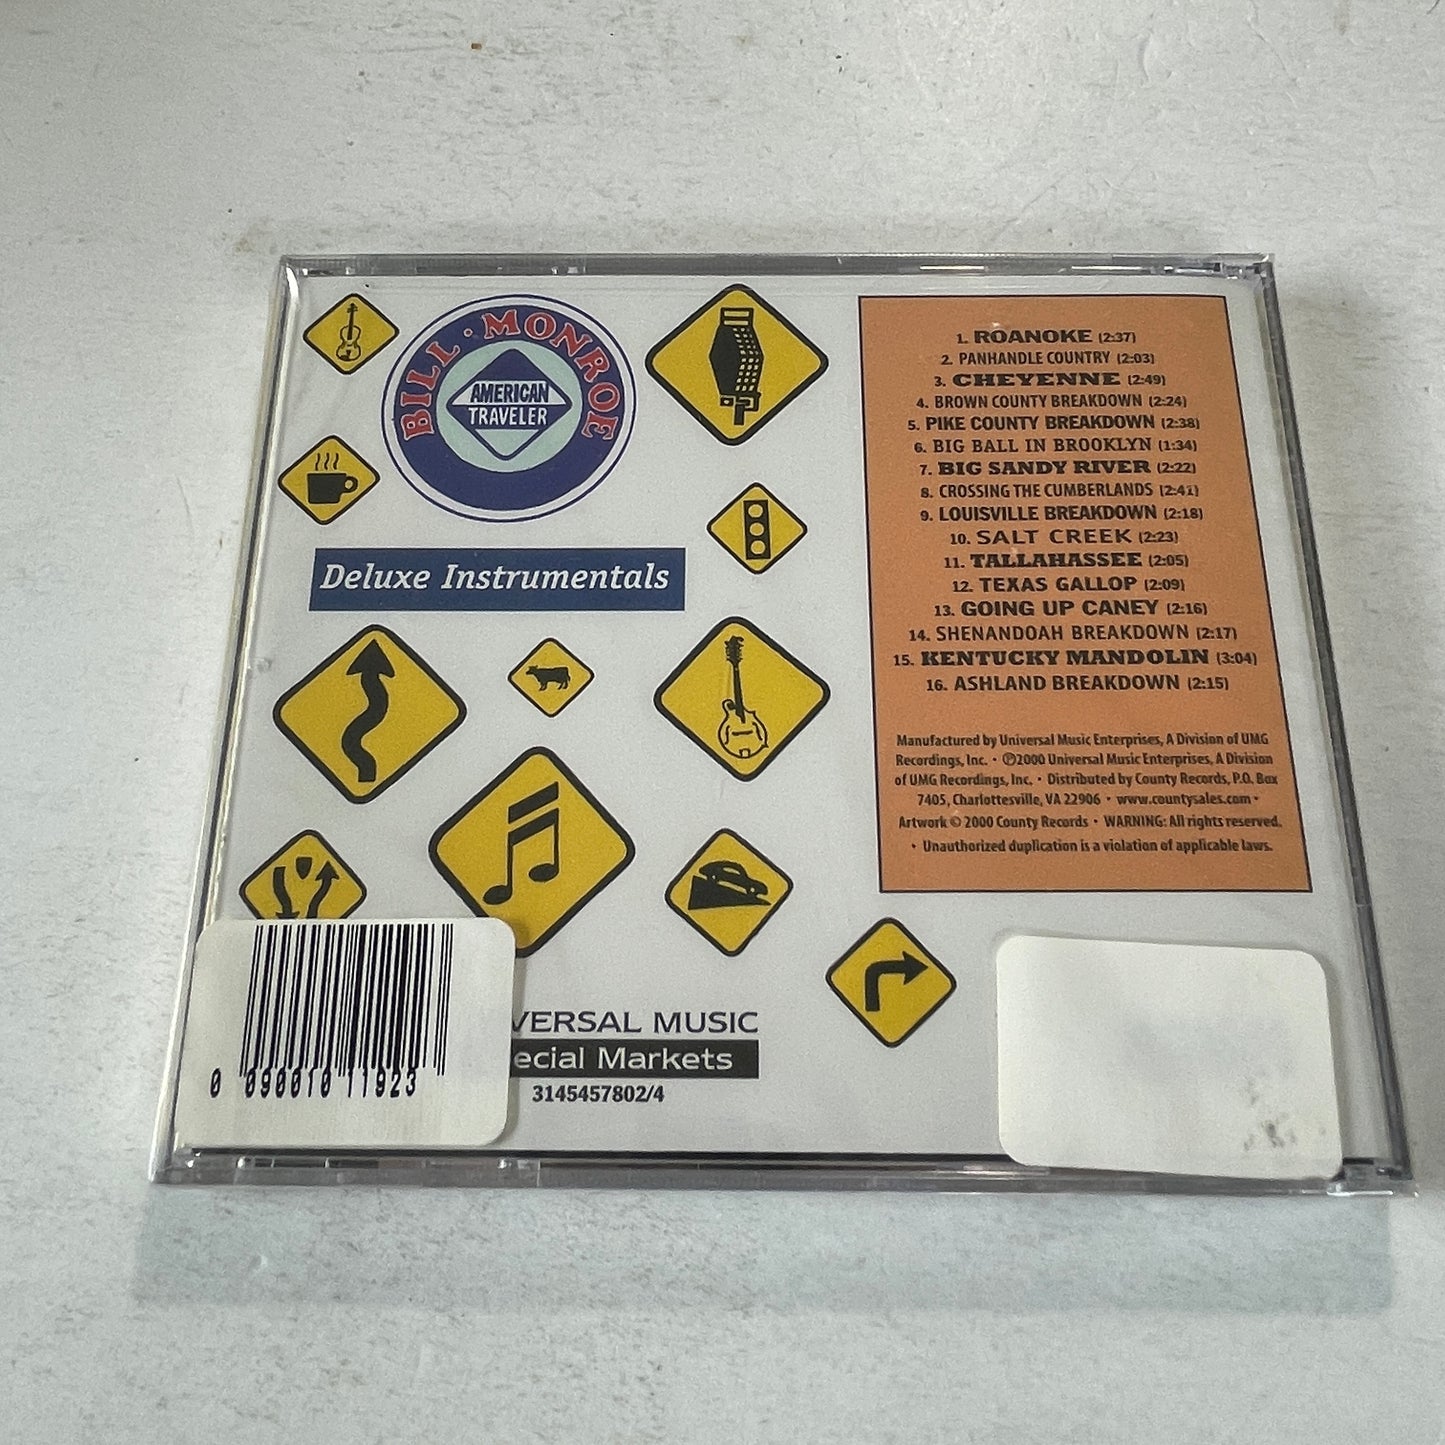 BILL · MONROE
AMERICAN
TRAVELER
Deluxe Instrumentals
1. ROANOKE (2:37)
2. PANHANDLE COUNTRY (2:03)
3. CHEYENNE (2:49)
4. BROWN COUNTY BREAKDOWN (2:24)
5. PIKE COUNTY BREAKDOWN (2:38)
6. BIG BALL IN BROOKLYN (1:34)
7. BIG SANDY RIVER (2:22)
8. CROSSING THE CUMBERLANDS (2:41)
9. LOUISVILLE BREAKDOWN (2:18)
10. SALT CREEK (2:23)
11. TALLAHASSEE (2:05)
12. TEXAS GALLOP (2:09)
13. GOING UP CANEY (2:16)
14. SHENANDOAH BREAKDOWN (2:17)
15. KENTUCKY MANDOLIN (3:04)
16. ASHLAND BREAKDOWN (2:15)
Manufactured by Universal Music Enterprises, A Division of UMG
Recordings, Inc. · ℗2000 Universal Music Enterprises, A Division
of UMG Recordings, Inc. · Distributed by County Records, P.O. Box
7405, Charlottesville, VA 22906 · www.countysales.com ·
Artwork © 2000 County Records · WARNING: All rights reserved.
· Unauthorized duplication is a violation of applicable laws.
VERSAL MUSIC
ecial Markets
3145457802/4
0 090010 11923